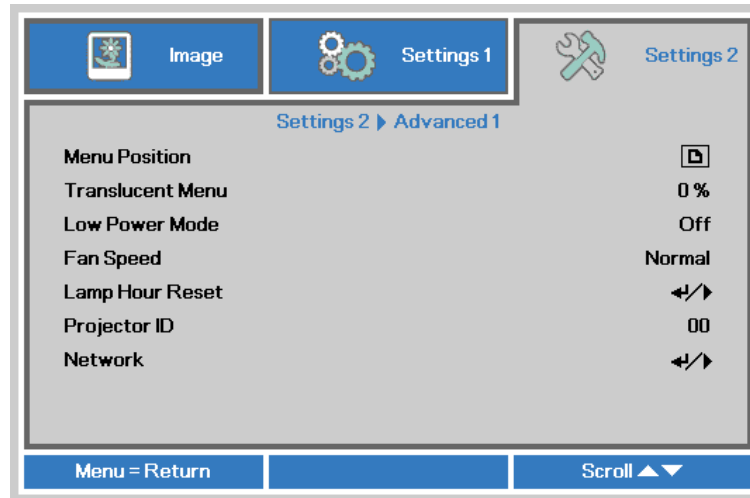 Image
Settings 1
Settings 2
Settings 2 ▶ Advanced 1
Menu Position
Translucent Menu 0 %
Low Power Mode Off
Fan Speed Normal
Lamp Hour Reset ↵/▶
Projector ID 00
Network ↵/▶
Menu = Return
Scroll ▲▼